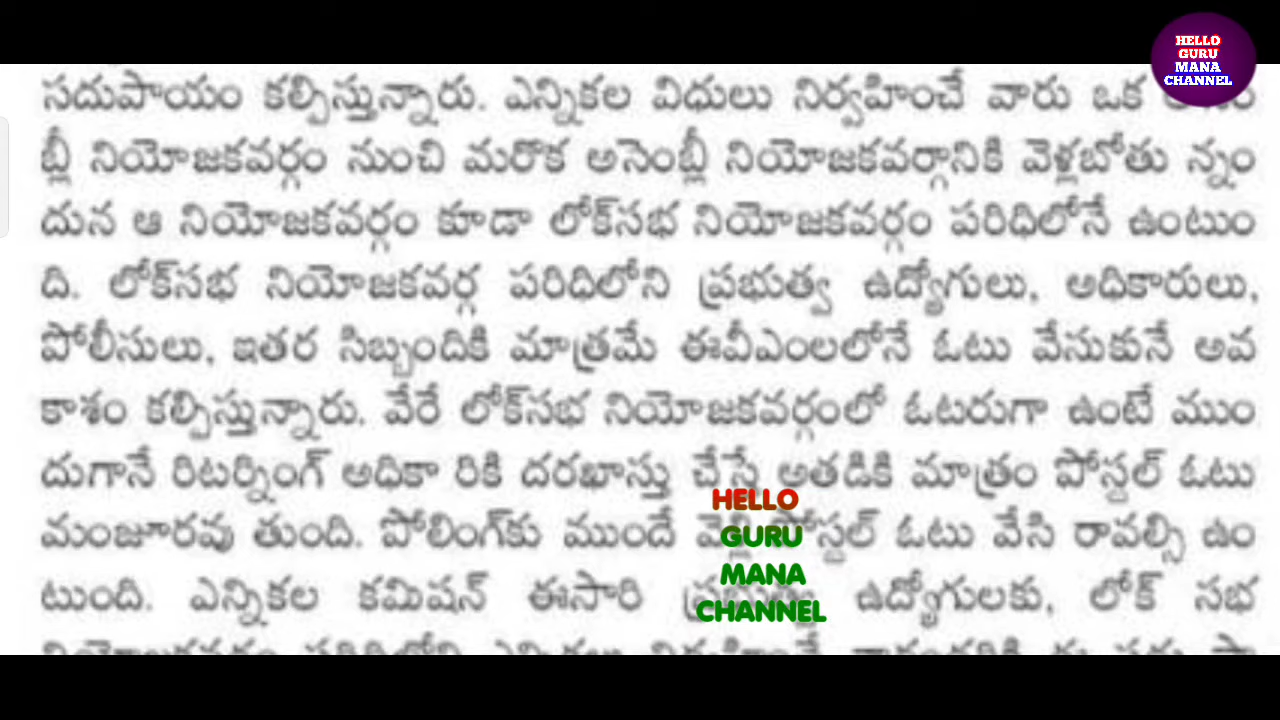 HELLO
GURU
MANA
CHANNEL
సదుపాయం కల్పిస్తున్నారు. ఎన్నికల విధులు నిర్వహించే వారు ఒక
బ్లీ నియోజకవర్గం నుంచి మరొక అసెంబ్లీ నియోజకవర్గానికి వెళ్లబోతు న్నం
దున ఆ నియోజకవర్గం కూడా లోక్‌సభ నియోజకవర్గం పరిధిలోనే ఉంటుం
ది. లోక్‌సభ నియోజకవర్గ పరిధిలోని ప్రభుత్వ ఉద్యోగులు, అధికారులు,
పోలీసులు, ఇతర సిబ్బందికి మాత్రమే ఈవీఎంలలోనే ఓటు వేసుకునే అవ
కాశం కల్పిస్తున్నారు. వేరే లోక్‌సభ నియోజకవర్గంలో ఓటరుగా ఉంటే ముం
దుగానే రిటర్నింగ్ అధికా రికి దరఖాస్తు చేస్తే అతడికి మాత్రం పోస్టల్ ఓటు
మంజూరవు తుంది. పోలింగ్‌కు ముందే వెళ్లి పోస్టల్ ఓటు వేసి రావల్సి ఉం
టుంది. ఎన్నికల కమిషన్ ఈసారి ప్రభుత్వ ఉద్యోగులకు, లోక్ సభ
HELLO
GURU
MANA
CHANNEL